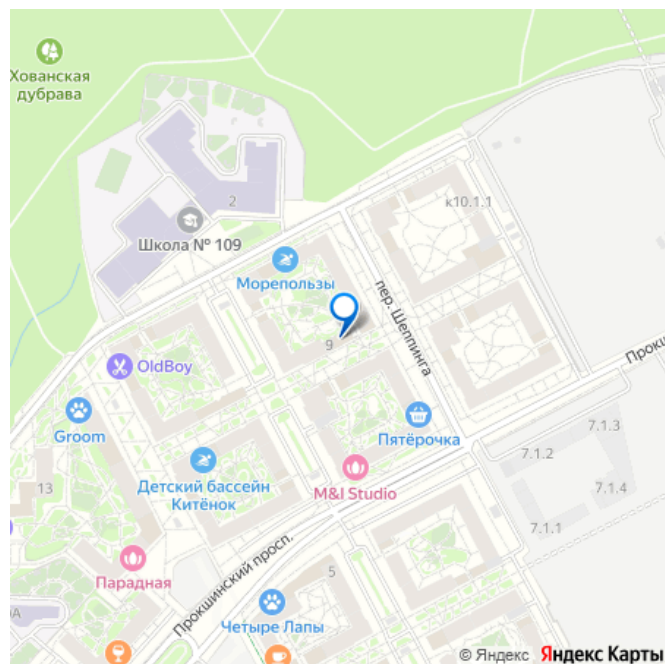 Хованская
дубрава
к10.1.1
2
Школа № 109
Морепользы
пер. Шеппинга
9
OldBoy
Groom
Пятёрочка
7.1.3
7.1.2
Детский бассейн
Китёнок
M&I Studio
7.1.4
13
7.1.1
Прокшинский просп.
Парадная
5
Четыре Лапы
© Яндекс Яндекс Карты